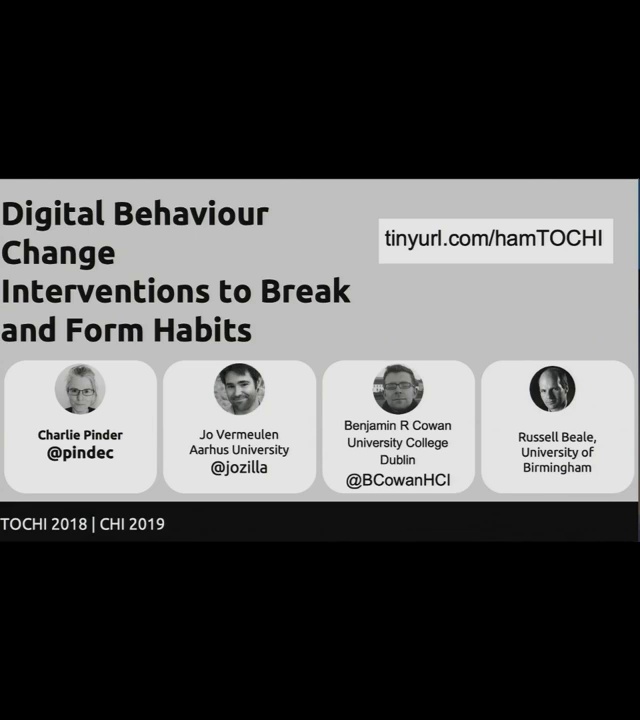 Digital Behaviour
Change
Interventions to Break
and Form Habits
tinyurl.com/hamTOCHI
Charlie Pinder
@pindec
Jo Vermeulen
Aarhus University
@jozilla
Benjamin R Cowan
University College
Dublin
@BCowanHCI
Russell Beale,
University of
Birmingham
TOCHI 2018 | CHI 2019